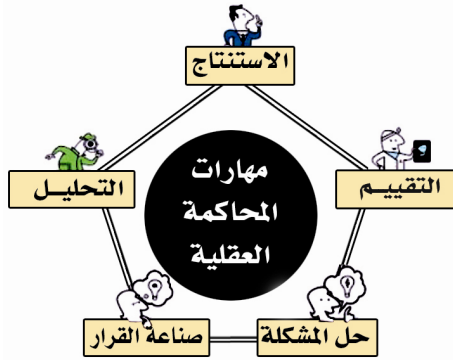 الاستنتاج
التقييـم
التحليـل
مهارات
المحاكمة
العقلية
حل المشكلة
صناعة القرار